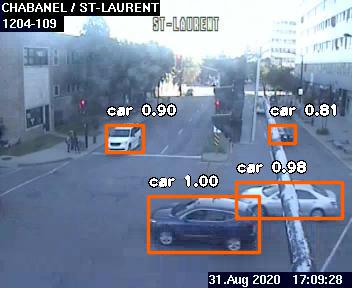 CHABANEL / ST-LAURENT
1204-109
ST-LAURENT
car 0.90
car 0.81
car 0.98
car 1.00
31.Aug 2020 17:09:28